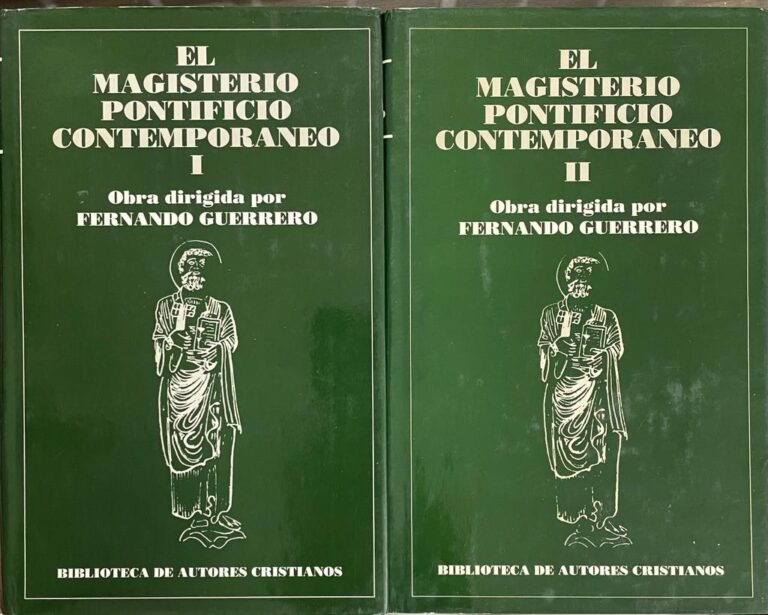 EL
MAGISTERIO
PONTIFICIO
CONTEMPORANEO
I
Obra dirigida por
FERNANDO GUERRERO
BIBLIOTECA DE AUTORES CRISTIANOS
EL
MAGISTERIO
PONTIFICIO
CONTEMPORANEO
II
Obra dirigida por
FERNANDO GUERRERO
BIBLIOTECA DE AUTORES CRISTIANOS